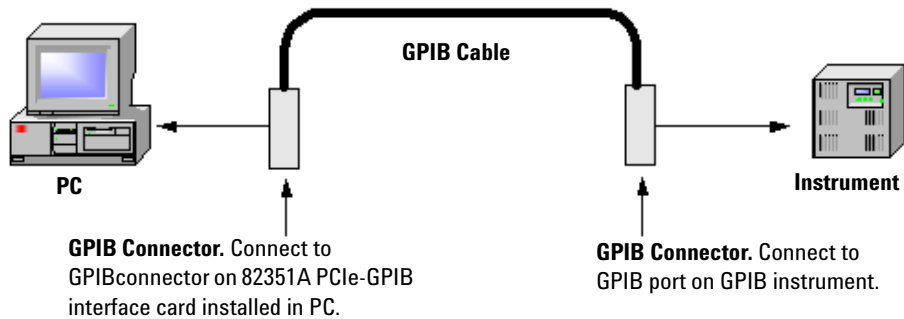 GPIB Cable
PC
Instrument
GPIB Connector. Connect to
GPIBconnector on 82351A PCIe-GPIB
interface card installed in PC.
GPIB Connector. Connect to
GPIB port on GPIB instrument.